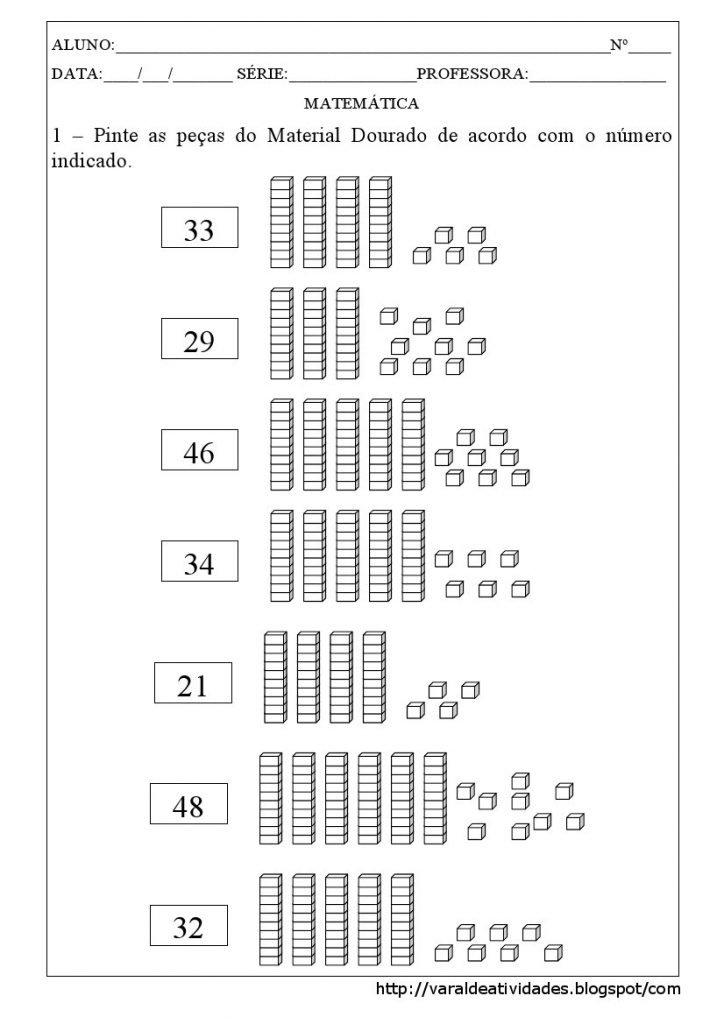 ALUNO:_______________________________________________Nº_____
DATA:____/___/_______ SÉRIE:_______________PROFESSORA:________________
MATEMÁTICA
1 – Pinte as peças do Material Dourado de acordo com o número
indicado.
33
29
46
34
21
48
32
http://varaldeatividades.blogspot/com